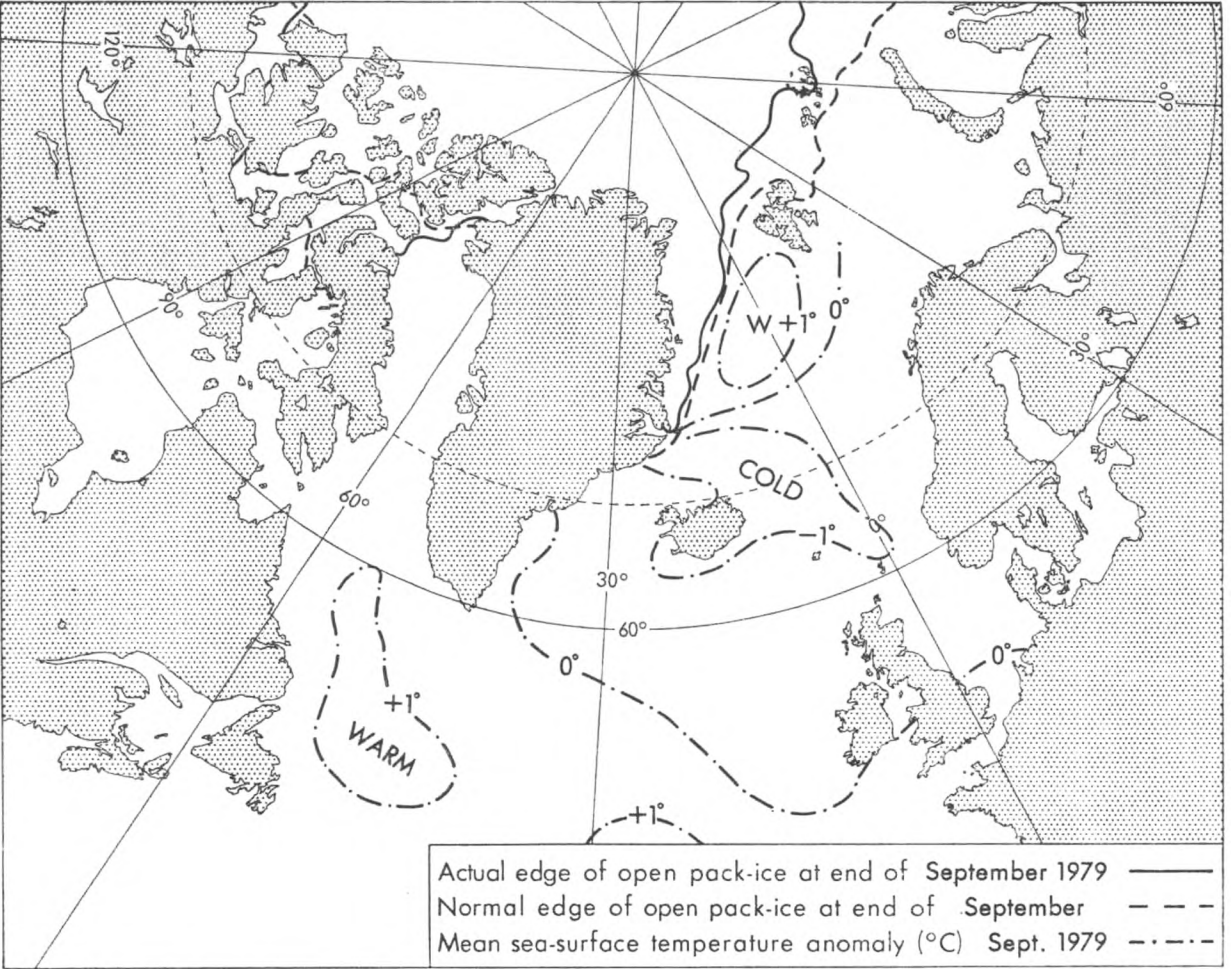 120°
60°
90°
W +1° 0°
30°
COLD
60°
0°
-1°
30°
60°
0°
0°
+1°
WARM
+1°
Actual edge of open pack-ice at end of September 1979
Normal edge of open pack-ice at end of September
Mean sea-surface temperature anomaly (°C) Sept. 1979